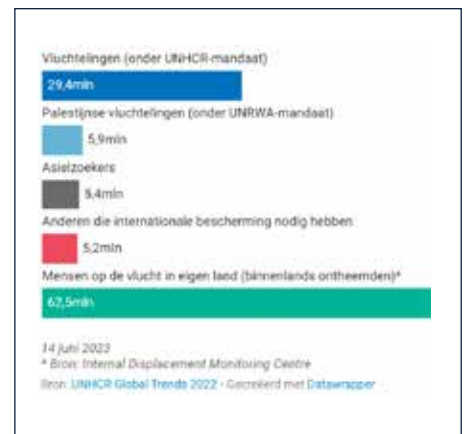 Vluchtelingen (onder UNHCR-mandaat)
29,4mln
Palestijnse vluchtelingen (onder UNRWA-mandaat)
5,9mln
Asielzoekers
5,4mln
Anderen die internationale bescherming nodig hebben
5,2mln
Mensen op de vlucht in eigen land (binnenlands ontheemden)*
62,5mln
14 juni 2023
* Bron: Internal Displacement Monitoring Centre
Bron: UNHCR Global Trends 2022 • Gecreëerd met Datawrapper